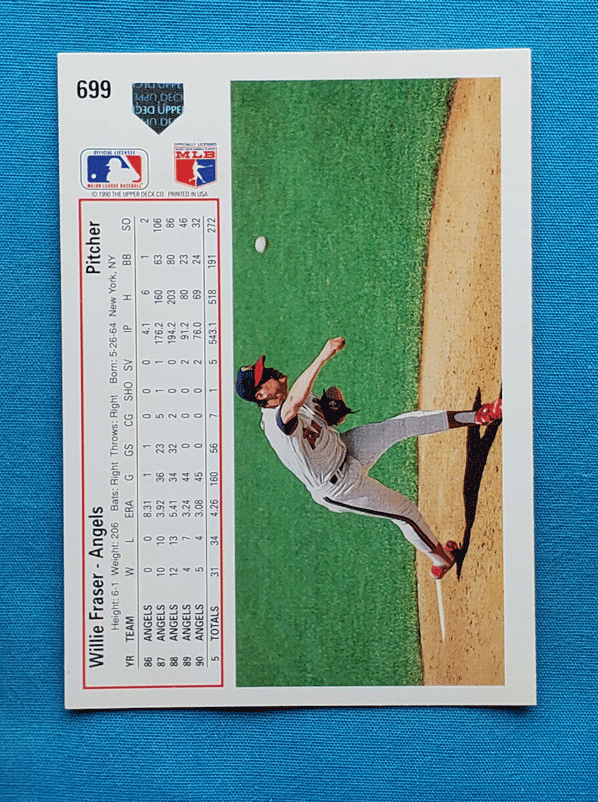 699
UPPER DECK
OFFICIAL LICENSEE
MAJOR LEAGUE BASEBALL
OFFICIALLY LICENSED
MLB
© 1990 THE UPPER DECK CO. PRINTED IN USA
Willie Fraser - Angels Pitcher
Height: 6-1 Weight: 206 Bats: Right Throws: Right Born: 5-26-64 New York, NY
YR TEAM W L ERA G GS CG SHO SV IP H BB SO
86 ANGELS 0 0 8.31 1 1 0 0 0 4.1 6 1 2
87 ANGELS 10 10 3.92 36 23 5 1 1 176.2 160 63 106
88 ANGELS 12 13 5.41 34 32 2 0 0 194.2 203 80 86
89 ANGELS 4 7 3.24 44 0 0 0 2 91.2 80 23 46
90 ANGELS 5 4 3.08 45 0 0 0 2 76.0 69 24 32
5 TOTALS 31 34 4.26 160 56 7 1 5 543.1 518 191 272